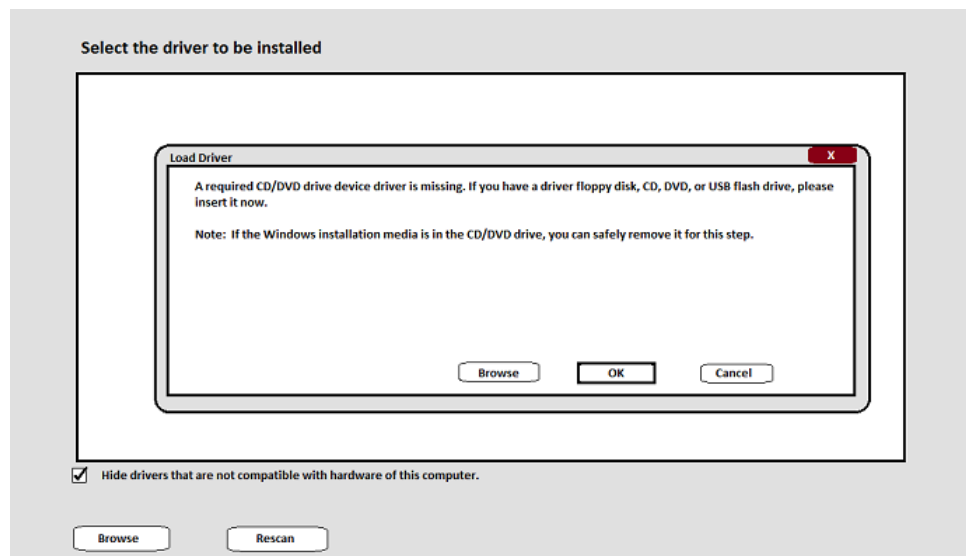 Select the driver to be installed
Load Driver
X
A required CD/DVD drive device driver is missing. If you have a driver floppy disk, CD, DVD, or USB flash drive, please
insert it now.
Note: If the Windows installation media is in the CD/DVD drive, you can safely remove it for this step.
Browse OK Cancel
Hide drivers that are not compatible with hardware of this computer.
Browse Rescan